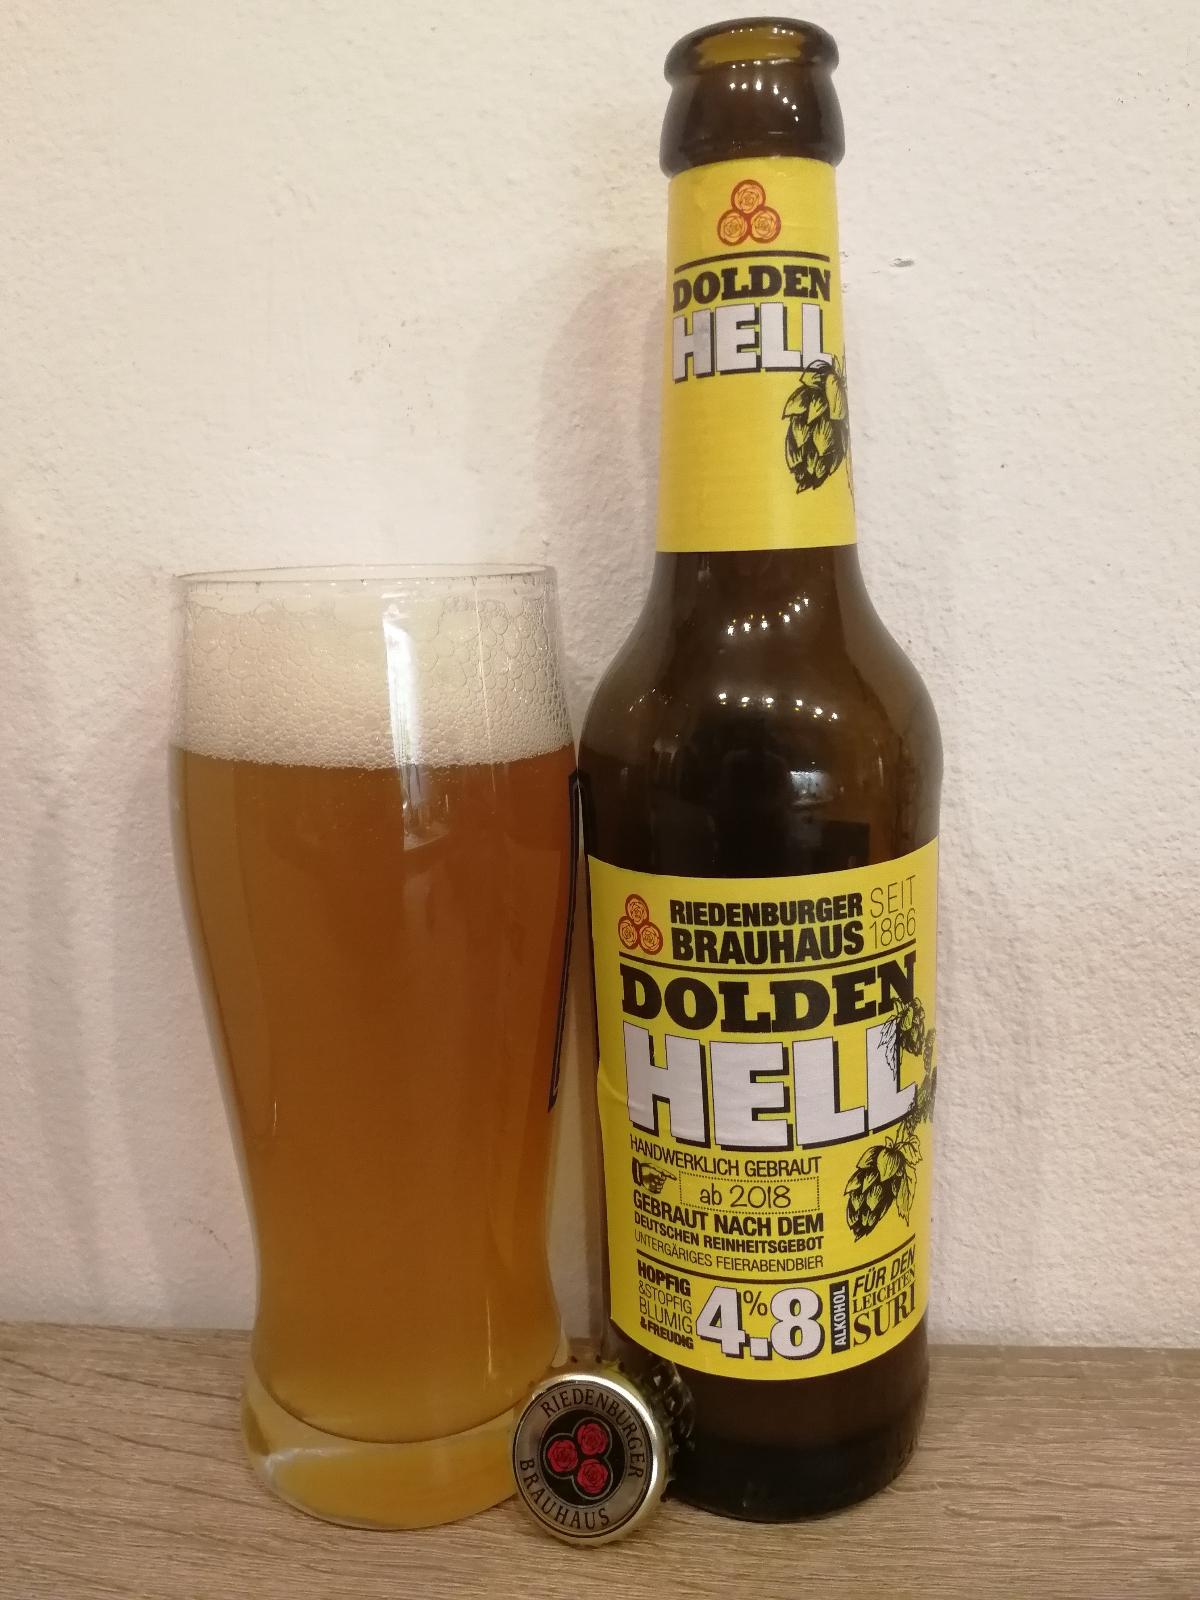 DOLDEN
HELL
RIEDENBURGER
BRAUHAUS
SEIT
1866
DOLDEN
HELL
HANDWERKLICH GEBRAUT
ab 2018
GEBRAUT NACH DEM
DEUTSCHEN REINHEITSGEBOT
UNTERGÄRIGES FEIERABENDBIER
HOPFIG
&STOPFIG
BLUMIG
&FREUDIG
4.8%
ALKOHOL
FÜR DEN
LEICHTEN
SURI
RIEDENBURGER
BRAUHAUS